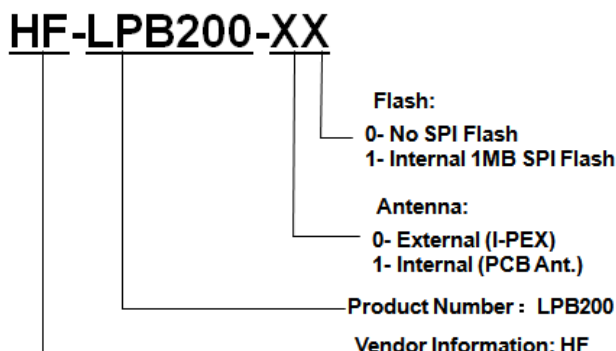 HF-LPB200-XX
Flash:
0- No SPI Flash
1- Internal 1MB SPI Flash
Antenna:
0- External (I-PEX)
1- Internal (PCB Ant.)
Product Number： LPB200
Vendor Information: HF